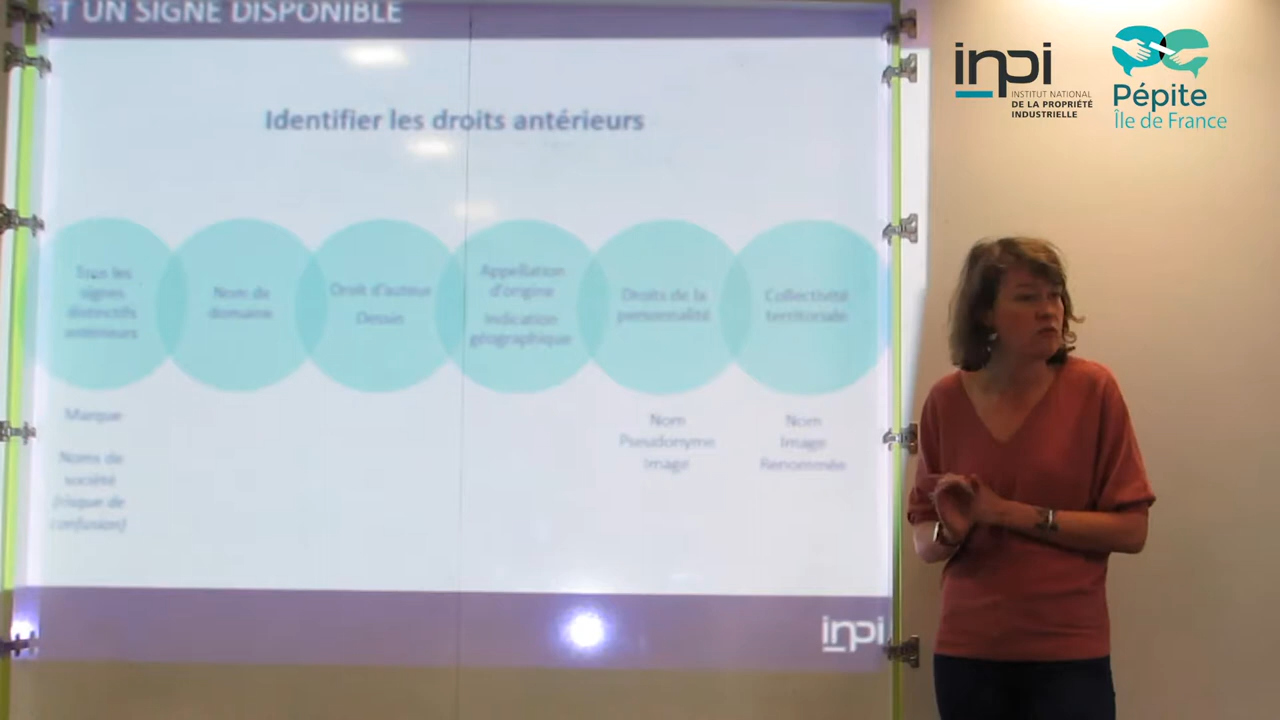 ET UN SIGNE DISPONIBLE
Identifier les droits antérieurs
Tous les
signes
distinctifs
antérieurs
Nom de
domaine
Droit d'auteur
Dessin
Appellation
d'origine
Indication
géographique
Droits de la
personnalité
Collectivité
territoriale
Marque
Noms de
société
(risque de
confusion)
Nom
Pseudonyme
Image
Nom
Image
Renommée
inpi
inpi
INSTITUT NATIONAL
DE LA PROPRIÉTÉ
INDUSTRIELLE
Pépite
Île de France